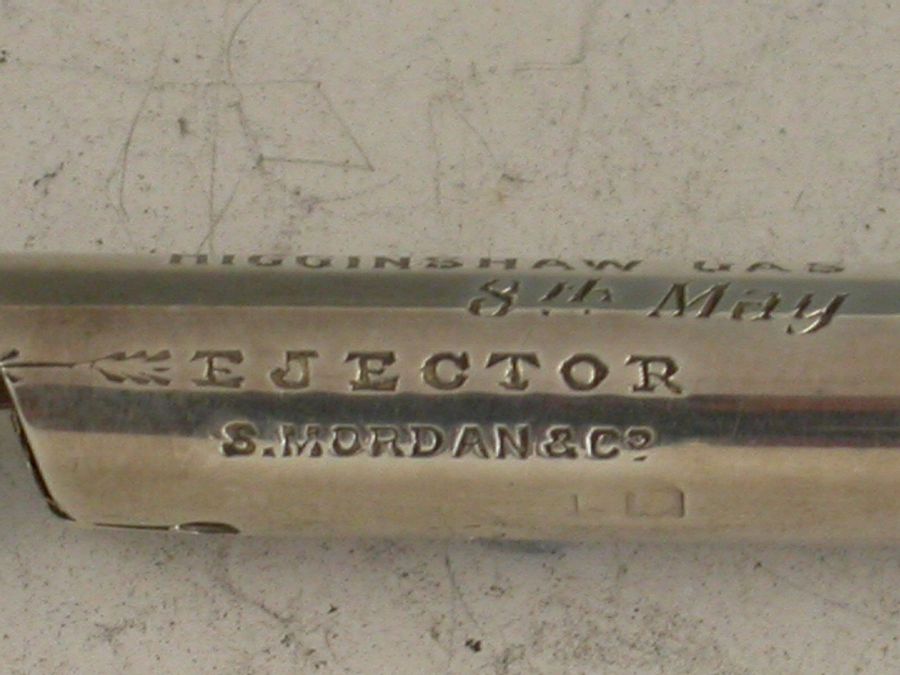 HIGGINSHAW GAS
8th May
EJECTOR
S. MORDAN & Co